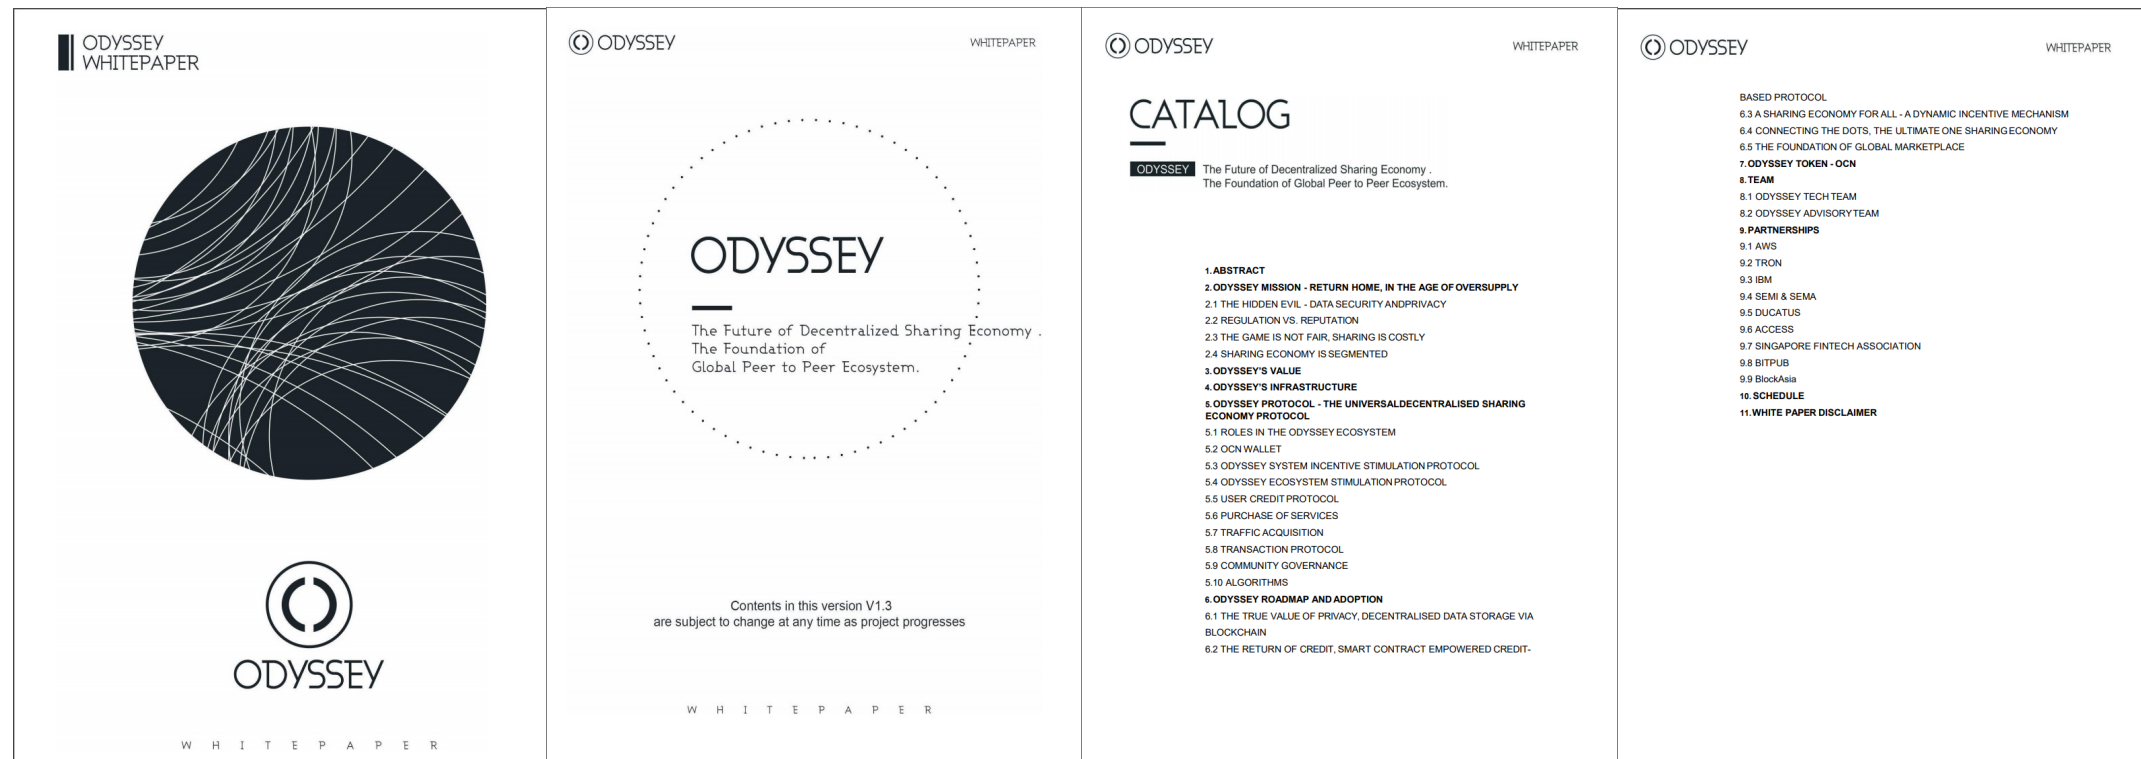 ODYSSEY
WHITEPAPER
ODYSSEY
WHITEPAPER
ODYSSEY
WHITEPAPER
ODYSSEY
The Future of Decentralized Sharing Economy .
The Foundation of
Global Peer to Peer Ecosystem.
Contents in this version V1.3
are subject to change at any time as project progresses
WHITEPAPER
ODYSSEY
WHITEPAPER
CATALOG
ODYSSEY The Future of Decentralized Sharing Economy .
The Foundation of Global Peer to Peer Ecosystem.
1. ABSTRACT
2. ODYSSEY MISSION - RETURN HOME, IN THE AGE OF OVERSUPPLY
2.1 THE HIDDEN EVIL - DATA SECURITY ANDPRIVACY
2.2 REGULATION VS. REPUTATION
2.3 THE GAME IS NOT FAIR, SHARING IS COSTLY
2.4 SHARING ECONOMY IS SEGMENTED
3. ODYSSEY'S VALUE
4. ODYSSEY'S INFRASTRUCTURE
5. ODYSSEY PROTOCOL - THE UNIVERSALDECENTRALISED SHARING
ECONOMY PROTOCOL
5.1 ROLES IN THE ODYSSEY ECOSYSTEM
5.2 OCN WALLET
5.3 ODYSSEY SYSTEM INCENTIVE STIMULATION PROTOCOL
5.4 ODYSSEY ECOSYSTEM STIMULATION PROTOCOL
5.5 USER CREDIT PROTOCOL
5.6 PURCHASE OF SERVICES
5.7 TRAFFIC ACQUISITION
5.8 TRANSACTION PROTOCOL
5.9 COMMUNITY GOVERNANCE
5.10 ALGORITHMS
6. ODYSSEY ROADMAP AND ADOPTION
6.1 THE TRUE VALUE OF PRIVACY, DECENTRALISED DATA STORAGE VIA
BLOCKCHAIN
6.2 THE RETURN OF CREDIT, SMART CONTRACT EMPOWERED CREDIT-
ODYSSEY
WHITEPAPER
BASED PROTOCOL
6.3 A SHARING ECONOMY FOR ALL - A DYNAMIC INCENTIVE MECHANISM
6.4 CONNECTING THE DOTS, THE ULTIMATE ONE SHARING ECONOMY
6.5 THE FOUNDATION OF GLOBAL MARKETPLACE
7. ODYSSEY TOKEN - OCN
8. TEAM
8.1 ODYSSEY TECH TEAM
8.2 ODYSSEY ADVISORY TEAM
9. PARTNERSHIPS
9.1 AWS
9.2 TRON
9.3 IBM
9.4 SEMI & SEMA
9.5 DUCATUS
9.6 ACCESS
9.7 SINGAPORE FINTECH ASSOCIATION
9.8 BITPUB
9.9 BlockAsia
10. SCHEDULE
11. WHITE PAPER DISCLAIMER